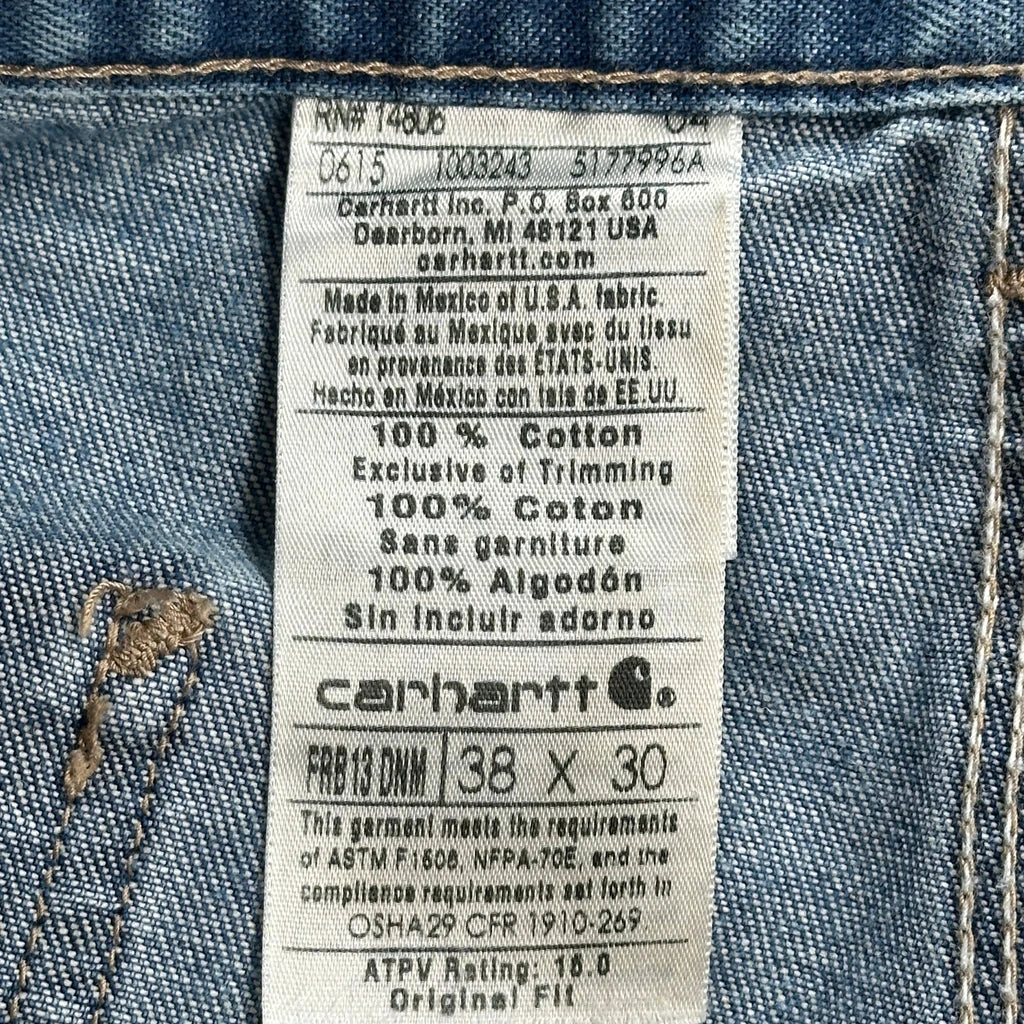 RN# 14806 04
0615 1003243 5177996A
Carhartt Inc. P.O. Box 600
Dearborn, MI 48121 USA
carhartt.com
Made in Mexico of U.S.A. fabric.
Fabriqué au Mexique avec du tissu
en provenance des ÉTATS-UNIS.
Hecho en México con tela de EE.UU.
100 % Cotton
Exclusive of Trimming
100% Coton
Sans garniture
100% Algodón
Sin incluir adorno
carhartt ®
FRB13 DNM 38 X 30
This garment meets the requirements
of ASTM F1506, NFPA-70E, and the
compliance requirements set forth in
OSHA29 CFR 1910-269
ATPV Rating: 15.0
Original Fit